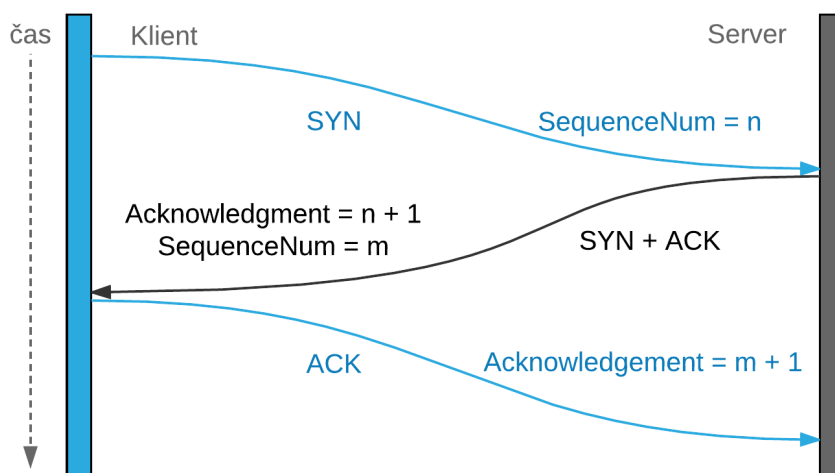 čas
Klient
Server
SYN
SequenceNum = n
Acknowledgment = n + 1
SequenceNum = m
SYN + ACK
ACK
Acknowledgement = m + 1